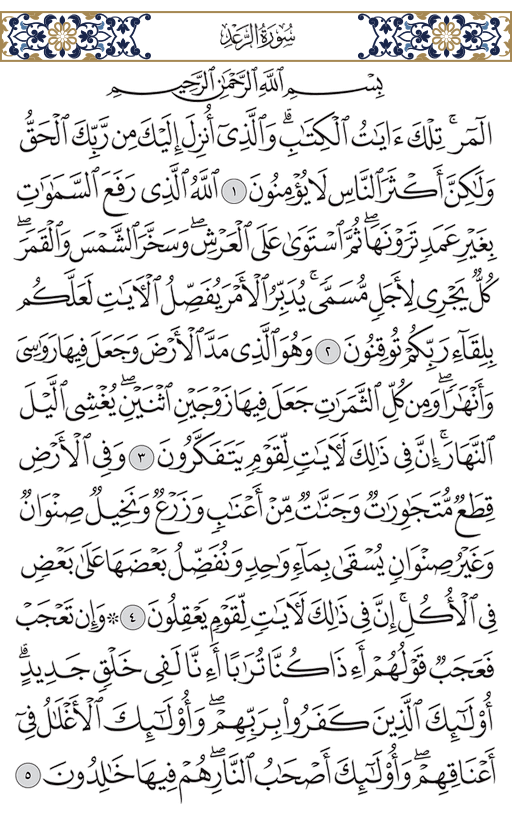 سُورَةُ الرَّعْدِ
بِسْمِ ٱللَّهِ ٱلرَّحْمَٰنِ ٱلرَّحِيمِ
الٓمٓرۚ تِلْكَ ءَايَٰتُ ٱلْكِتَٰبِۗ وَٱلَّذِىٓ أُنزِلَ إِلَيْكَ مِن رَّبِّكَ ٱلْحَقُّ
وَلَٰكِنَّ أَكْثَرَ ٱلنَّاسِ لَا يُؤْمِنُونَ ١ ٱللَّهُ ٱلَّذِى رَفَعَ ٱلسَّمَٰوَٰتِ
بِغَيْرِ عَمَدٍ تَرَوْنَهَاۖ ثُمَّ ٱسْتَوَىٰ عَلَى ٱلْعَرْشِۖ وَسَخَّرَ ٱلشَّمْسَ وَٱلْقَمَرَۖ
كُلٌّ يَجْرِى لِأَجَلٍ مُّسَمًّىۚ يُدَبِّرُ ٱلْأَمْرَ يُفَصِّلُ ٱلْءَايَٰتِ لَعَلَّكُم
بِلِقَآءِ رَبِّكُمْ تُوقِنُونَ ٢ وَهُوَ ٱلَّذِى مَدَّ ٱلْأَرْضَ وَجَعَلَ فِيهَا رَوَٰسِىَ
وَأَنْهَٰرًاۖ وَمِن كُلِّ ٱلثَّمَرَٰتِ جَعَلَ فِيهَا زَوْجَيْنِ ٱثْنَيْنِۖ يُغْشِى ٱلَّيْلَ
ٱلنَّهَارَۚ إِنَّ فِى ذَٰلِكَ لَءَايَٰتٍ لِّقَوْمٍ يَتَفَكَّرُونَ ٣ وَفِى ٱلْأَرْضِ
قِطَعٌ مُّتَجَٰوِرَٰتٌ وَجَنَّٰتٌ مِّنْ أَعْنَٰبٍ وَزَرْعٌ وَنَخِيلٌ صِنْوَانٌ
وَغَيْرُ صِنْوَانٍ يُسْقَىٰ بِمَآءٍ وَٰحِدٍ وَنُفَضِّلُ بَعْضَهَا عَلَىٰ بَعْضٍ
فِى ٱلْأُكُلِۚ إِنَّ فِى ذَٰلِكَ لَءَايَٰتٍ لِّقَوْمٍ يَعْقِلُونَ ٤ ۞ وَإِن تَعْجَبْ
فَعَجَبٌ قَوْلُهُمْ أَءِذَا كُنَّا تُرَٰبًا أَءِنَّا لَفِى خَلْقٍ جَدِيدٍۗ
أُو۟لَٰٓئِكَ ٱلَّذِينَ كَفَرُوا۟ بِرَبِّهِمْۖ وَأُو۟لَٰٓئِكَ ٱلْأَغْلَٰلُ فِىٓ
أَعْنَاقِهِمْۖ وَأُو۟لَٰٓئِكَ أَصْحَٰبُ ٱلنَّارِۖ هُمْ فِيهَا خَٰلِدُونَ ٥